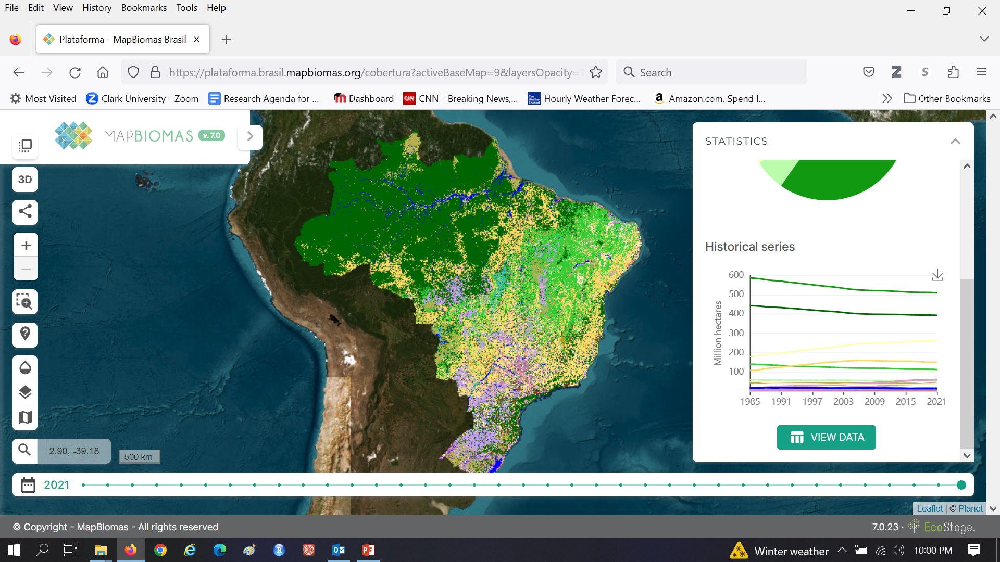 File Edit View History Bookmarks Tools Help
Plataforma - MapBiomas Brasil
https://plataforma.brasil.mapbiomas.org/cobertura?activeBaseMap=9&layersOpacity=
Search
Most Visited Clark University - Zoom Research Agenda for ... Dashboard CNN - Breaking News,... Hourly Weather Forec... Amazon.com. Spend l... Other Bookmarks
MAPBIOMAS v. 7.0
STATISTICS
3D
Historical series
600
500
400
300
200
100
-
Million hectares
1985 1991 1997 2003 2009 2015 2021
VIEW DATA
2.90, -39.18
500 km
2021
Leaflet | © Planet
© Copyright - MapBiomas - All rights reserved
7.0.23 · EcoStage.
Winter weather
10:00 PM